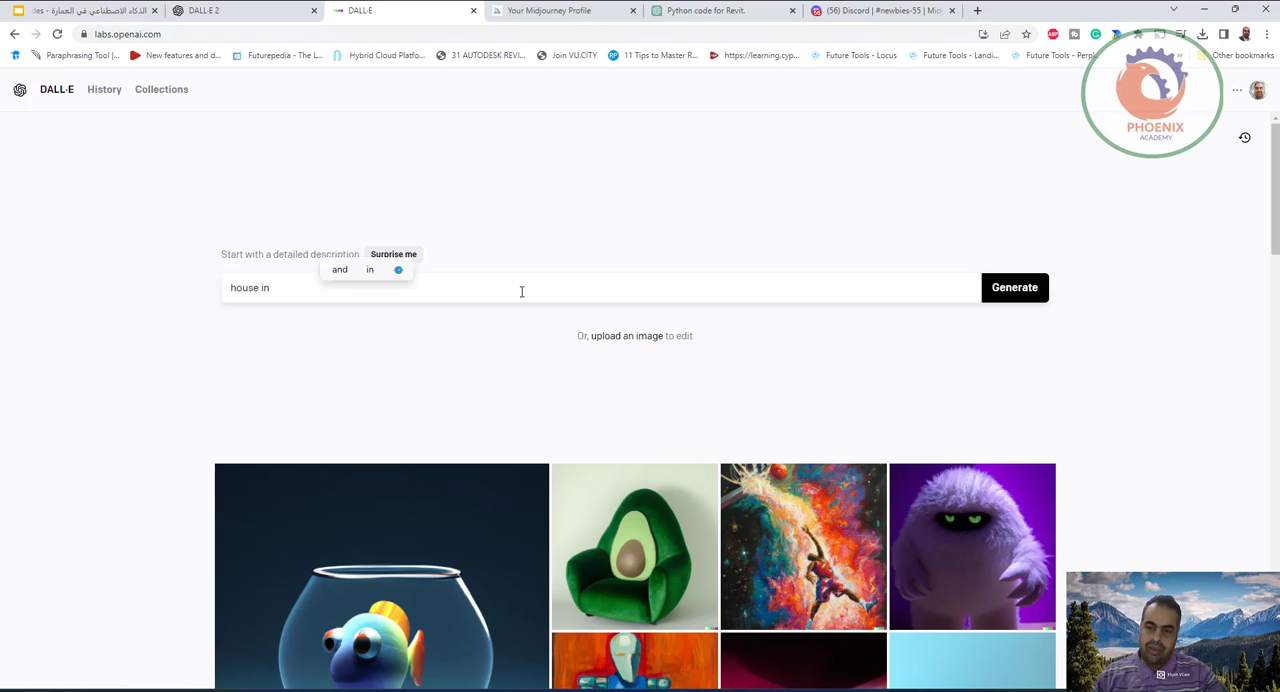 الذكاء الاصطناعي في العمارة - des
DALL·E 2
DALL·E
Your Midjourney Profile
Python code for Revit.
(56) Discord | #newbies-55 | Mid
labs.openai.com
Paraphrasing Tool |...
New features and d...
Futurepedia - The L...
Hybrid Cloud Platfo...
31 AUTODESK REVI...
Join VU.CITY
11 Tips to Master R...
https://learning.cyp...
Future Tools - Locus
Future Tools - Landi...
Future Tools - Perp
Other bookmarks
DALL·E
History
Collections
PHOENIX
ACADEMY
Start with a detailed description
Surprise me
and in
house in
Generate
Or, upload an image to edit